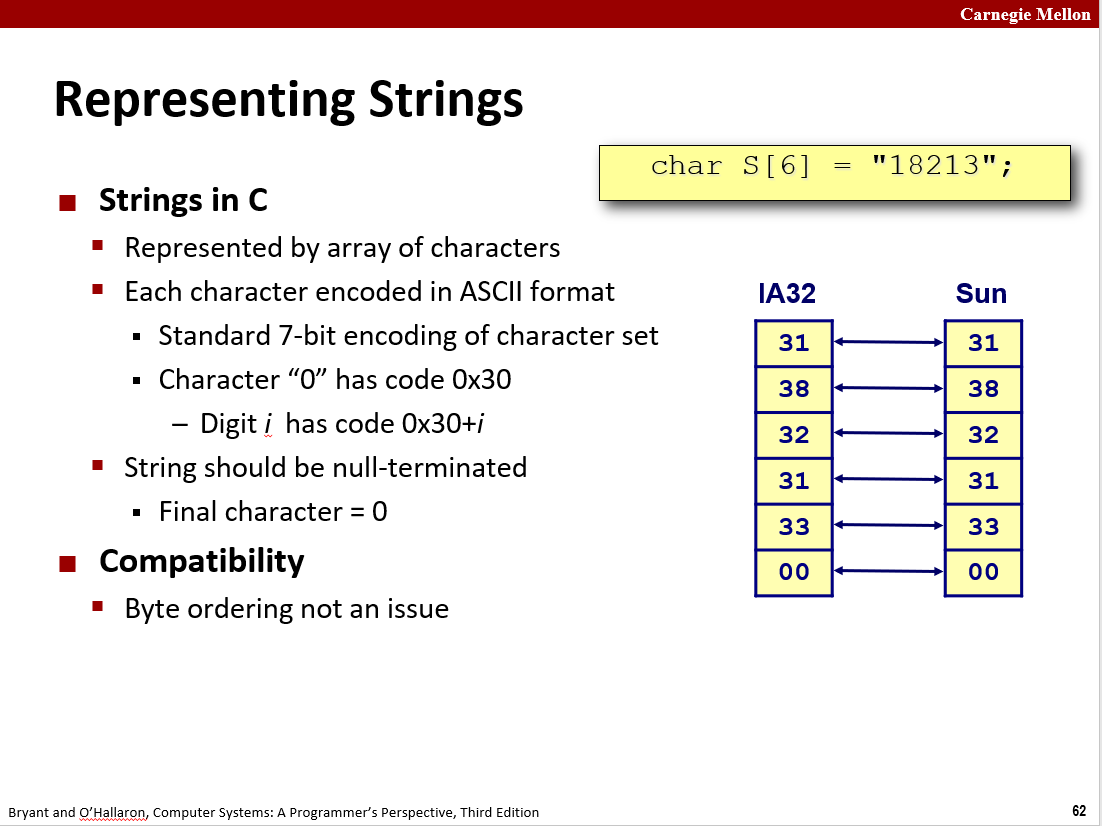 Carnegie Mellon
Representing Strings
char S[6] = "18213";
■ Strings in C
▪ Represented by array of characters
▪ Each character encoded in ASCII format
▪ Standard 7-bit encoding of character set
▪ Character “0” has code 0x30
– Digit i has code 0x30+i
▪ String should be null-terminated
▪ Final character = 0
■ Compatibility
▪ Byte ordering not an issue
IA32 Sun
31 31
38 38
32 32
31 31
33 33
00 00
Bryant and O’Hallaron, Computer Systems: A Programmer’s Perspective, Third Edition
62